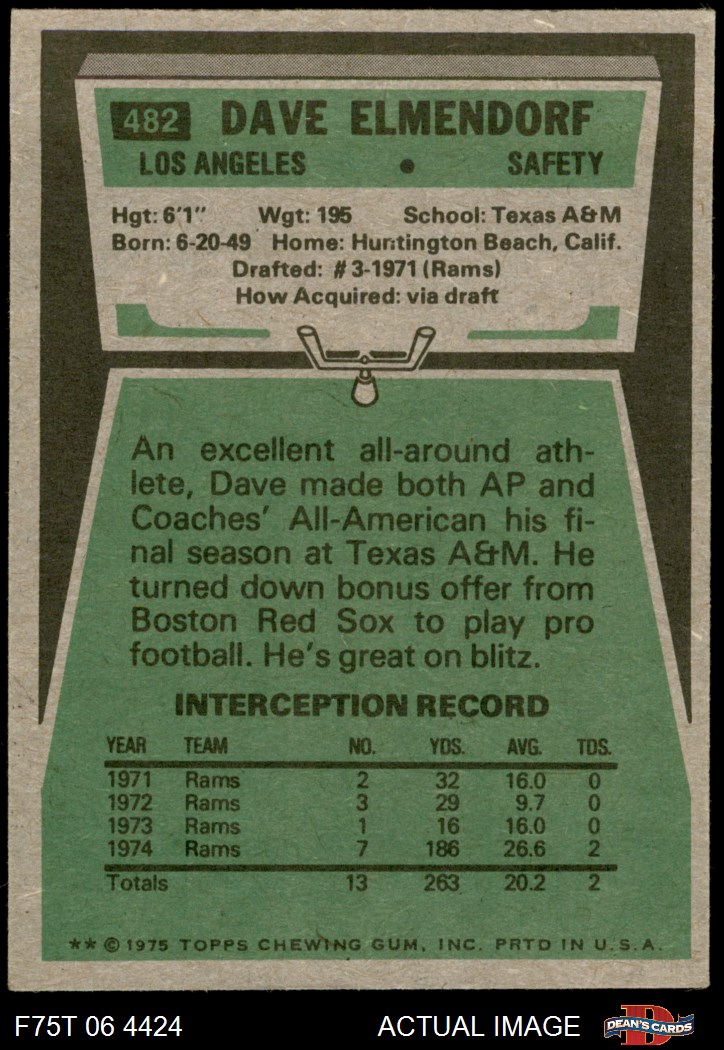 482 DAVE ELMENDORF
LOS ANGELES • SAFETY
Hgt: 6'1" Wgt: 195 School: Texas A&M
Born: 6-20-49 Home: Huntington Beach, Calif.
Drafted: #3-1971 (Rams)
How Acquired: via draft
An excellent all-around ath-
lete, Dave made both AP and
Coaches' All-American his fi-
nal season at Texas A&M. He
turned down bonus offer from
Boston Red Sox to play pro
football. He's great on blitz.
INTERCEPTION RECORD
YEAR TEAM NO. YDS. AVG. TDS.
1971 Rams 2 32 16.0 0
1972 Rams 3 29 9.7 0
1973 Rams 1 16 16.0 0
1974 Rams 7 186 26.6 2
Totals 13 263 20.2 2
** © 1975 TOPPS CHEWING GUM, INC. PRTD IN U.S.A.
F75T 06 4424 ACTUAL IMAGE D DEAN'S CARDS